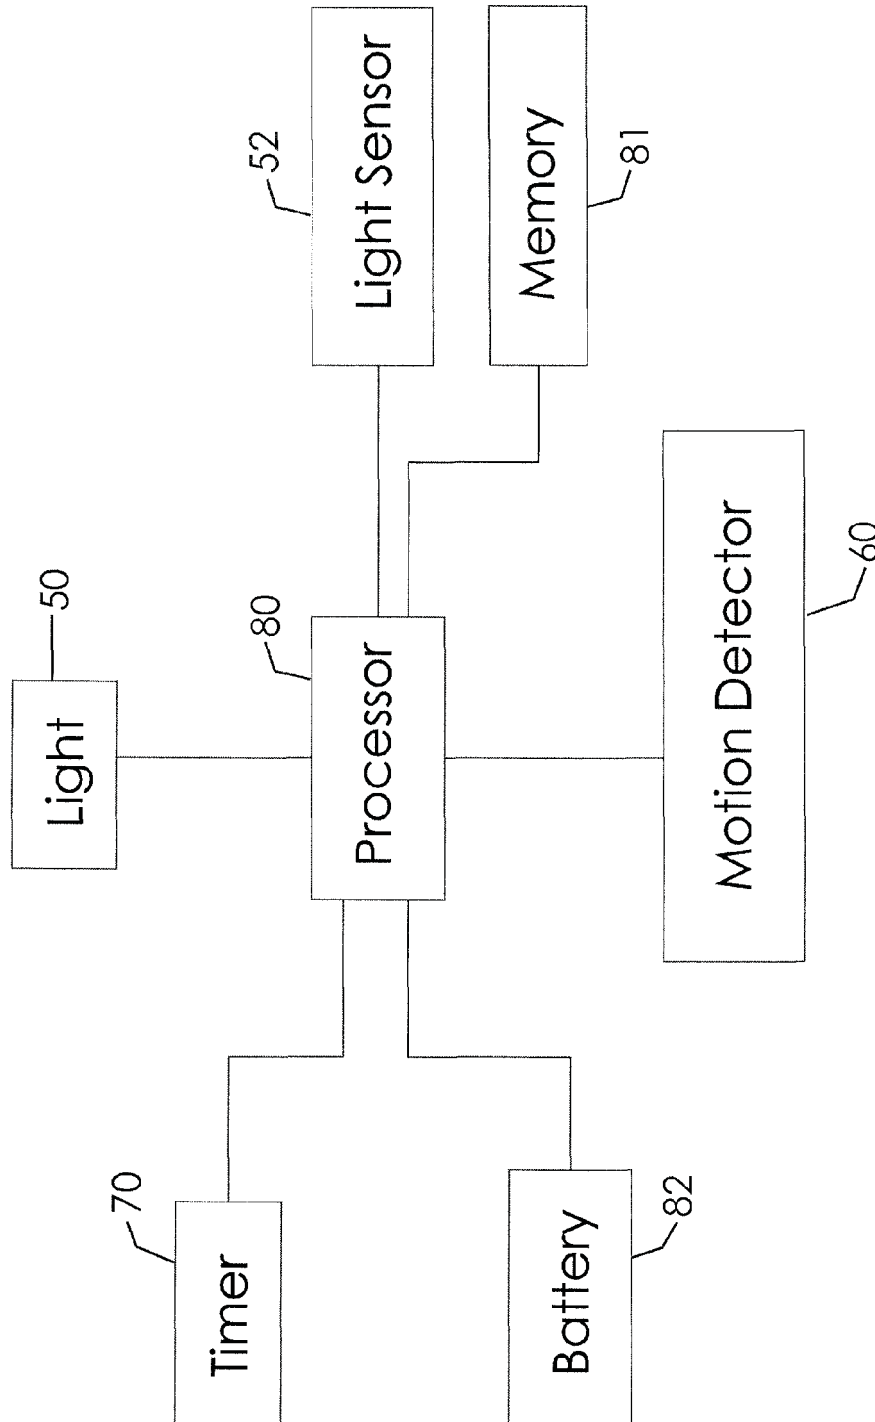 50
Light
52
Light Sensor
80
Processor
Memory
81
70
Timer
Motion Detector
60
Battery
82